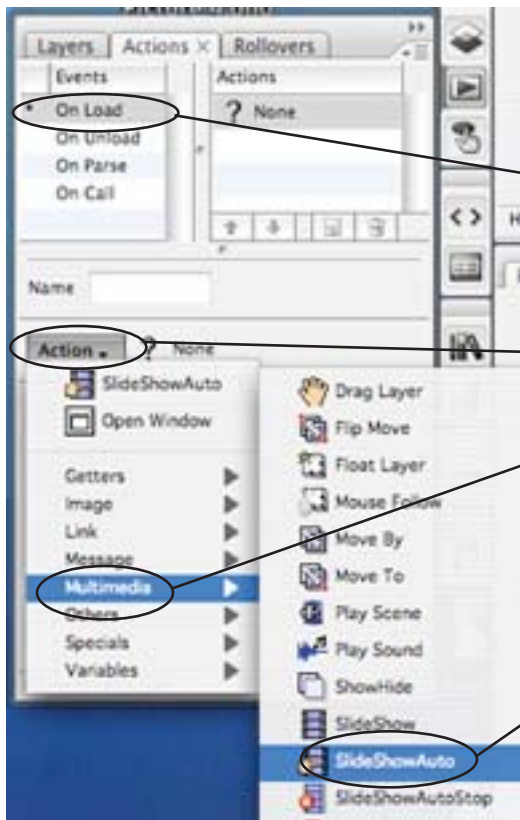 Layers Actions × Rollovers
Events
On Load
On Unload
On Parse
On Call
Actions
? None
Name
Action
? None
SlideShowAuto
Open Window
Getters
Image
Link
Message
Multimedia
Others
Specials
Variables
Drag Layer
Flip Move
Float Layer
Mouse Follow
Move By
Move To
Play Scene
Play Sound
ShowHide
SlideShow
SlideShowAuto
SlideShowAutoStop
< >
H